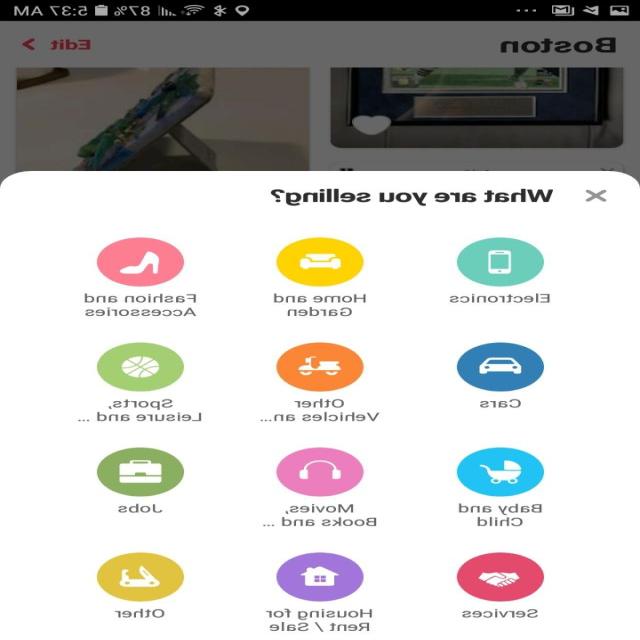 5:37 AM
87%
Boston
Edit
What are you selling?
Electronics
Home and
Garden
Fashion and
Accessories
Cars
Other
Vehicles an...
Sports,
Leisure and ...
Baby and
Child
Movies,
Books and ...
Jobs
Services
Housing for
Rent / Sale
Other